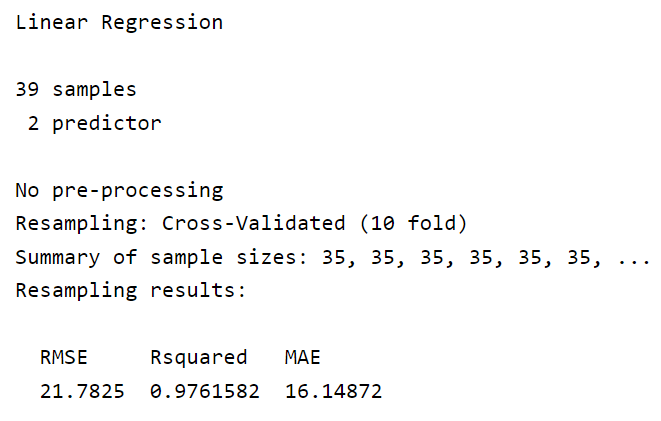 Linear Regression
39 samples
2 predictor
No pre-processing
Resampling: Cross-Validated (10 fold)
Summary of sample sizes: 35, 35, 35, 35, 35, 35, ...
Resampling results:
RMSE Rsquared MAE
21.7825 0.9761582 16.14872